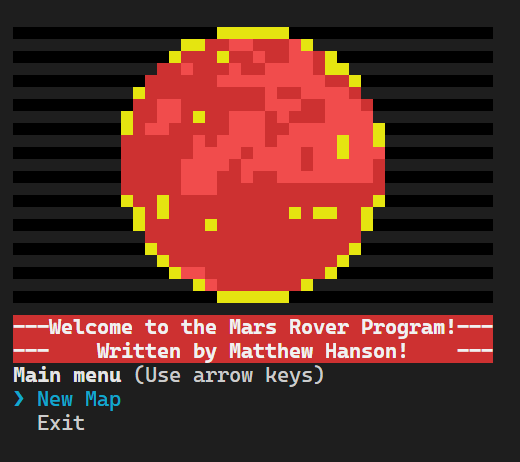 ———Welcome to the Mars Rover Program!———
———    Written by Matthew Hanson!    ———
Main menu (Use arrow keys)
❯ New Map
  Exit